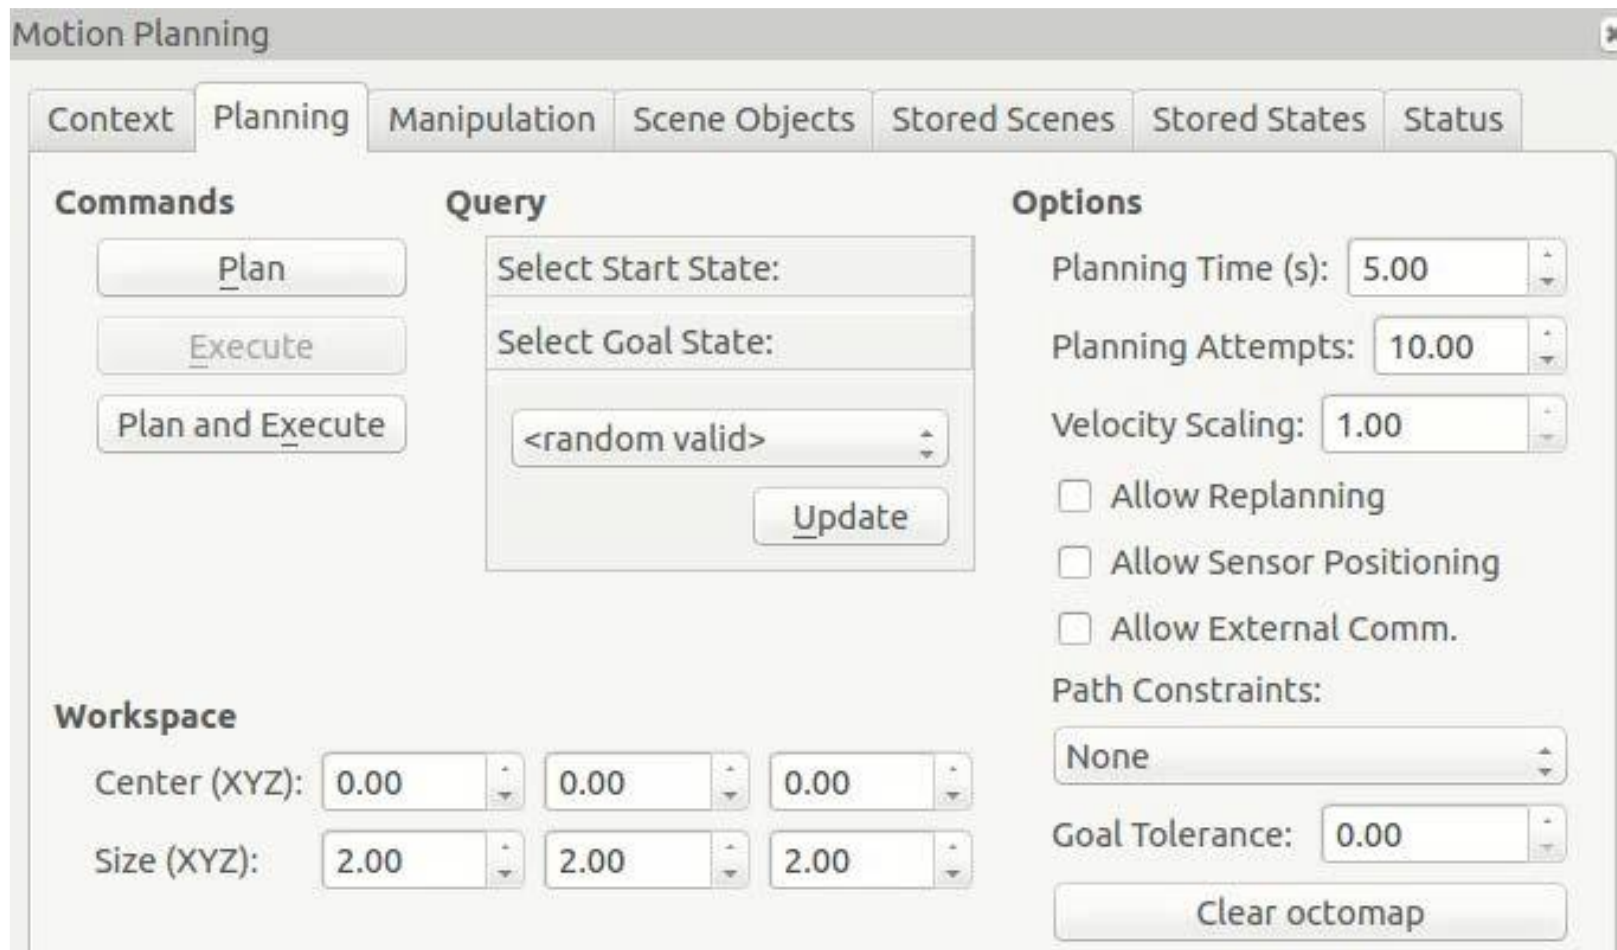 Motion Planning
Context Planning Manipulation Scene Objects Stored Scenes Stored States Status
Commands
Plan
Execute
Plan and Execute
Query
Select Start State:
Select Goal State:
<random valid>
Update
Options
Planning Time (s): 5.00
Planning Attempts: 10.00
Velocity Scaling: 1.00
Allow Replanning
Allow Sensor Positioning
Allow External Comm.
Path Constraints:
None
Goal Tolerance: 0.00
Clear octomap
Workspace
Center (XYZ): 0.00 0.00 0.00
Size (XYZ): 2.00 2.00 2.00